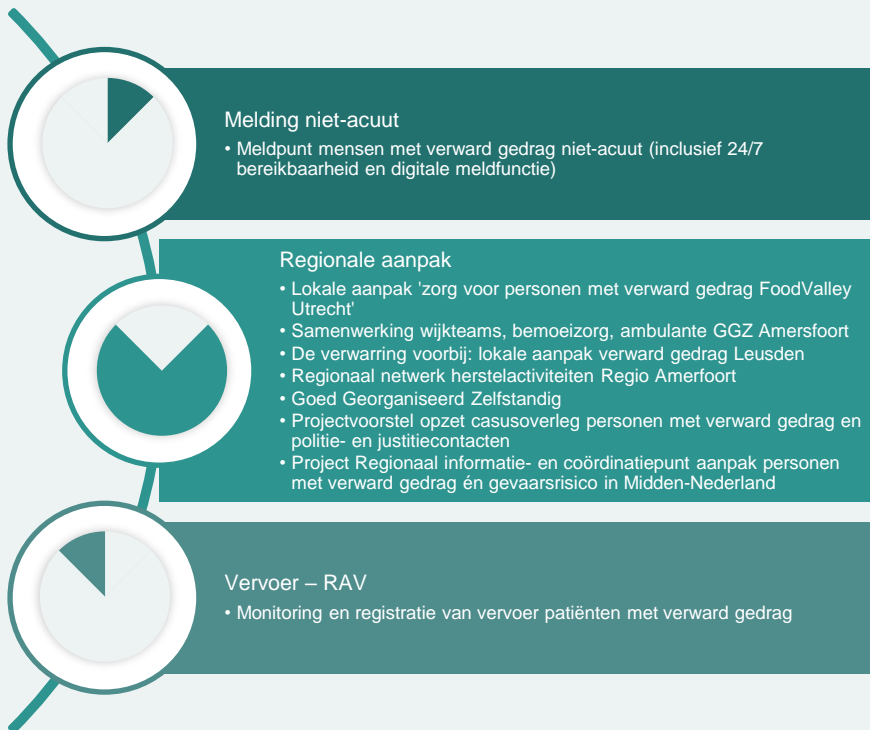 Melding niet-acuut
• Meldpunt mensen met verward gedrag niet-acuut (inclusief 24/7
bereikbaarheid en digitale meldfunctie)
Regionale aanpak
• Lokale aanpak 'zorg voor personen met verward gedrag FoodValley
Utrecht'
• Samenwerking wijkteams, bemoeizorg, ambulante GGZ Amersfoort
• De verwarring voorbij: lokale aanpak verward gedrag Leusden
• Regionaal netwerk herstelactiviteiten Regio Amerfoort
• Goed Georganiseerd Zelfstandig
• Projectvoorstel opzet casusoverleg personen met verward gedrag en
politie- en justitiecontacten
• Project Regionaal informatie- en coördinatiepunt aanpak personen
met verward gedrag én gevaarsrisico in Midden-Nederland
Vervoer – RAV
• Monitoring en registratie van vervoer patiënten met verward gedrag